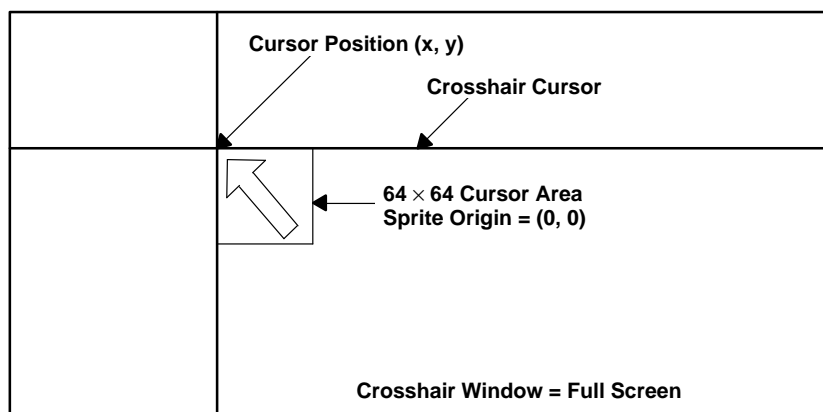 Cursor Position (x, y)
Crosshair Cursor
64 × 64 Cursor Area
Sprite Origin = (0, 0)
Crosshair Window = Full Screen